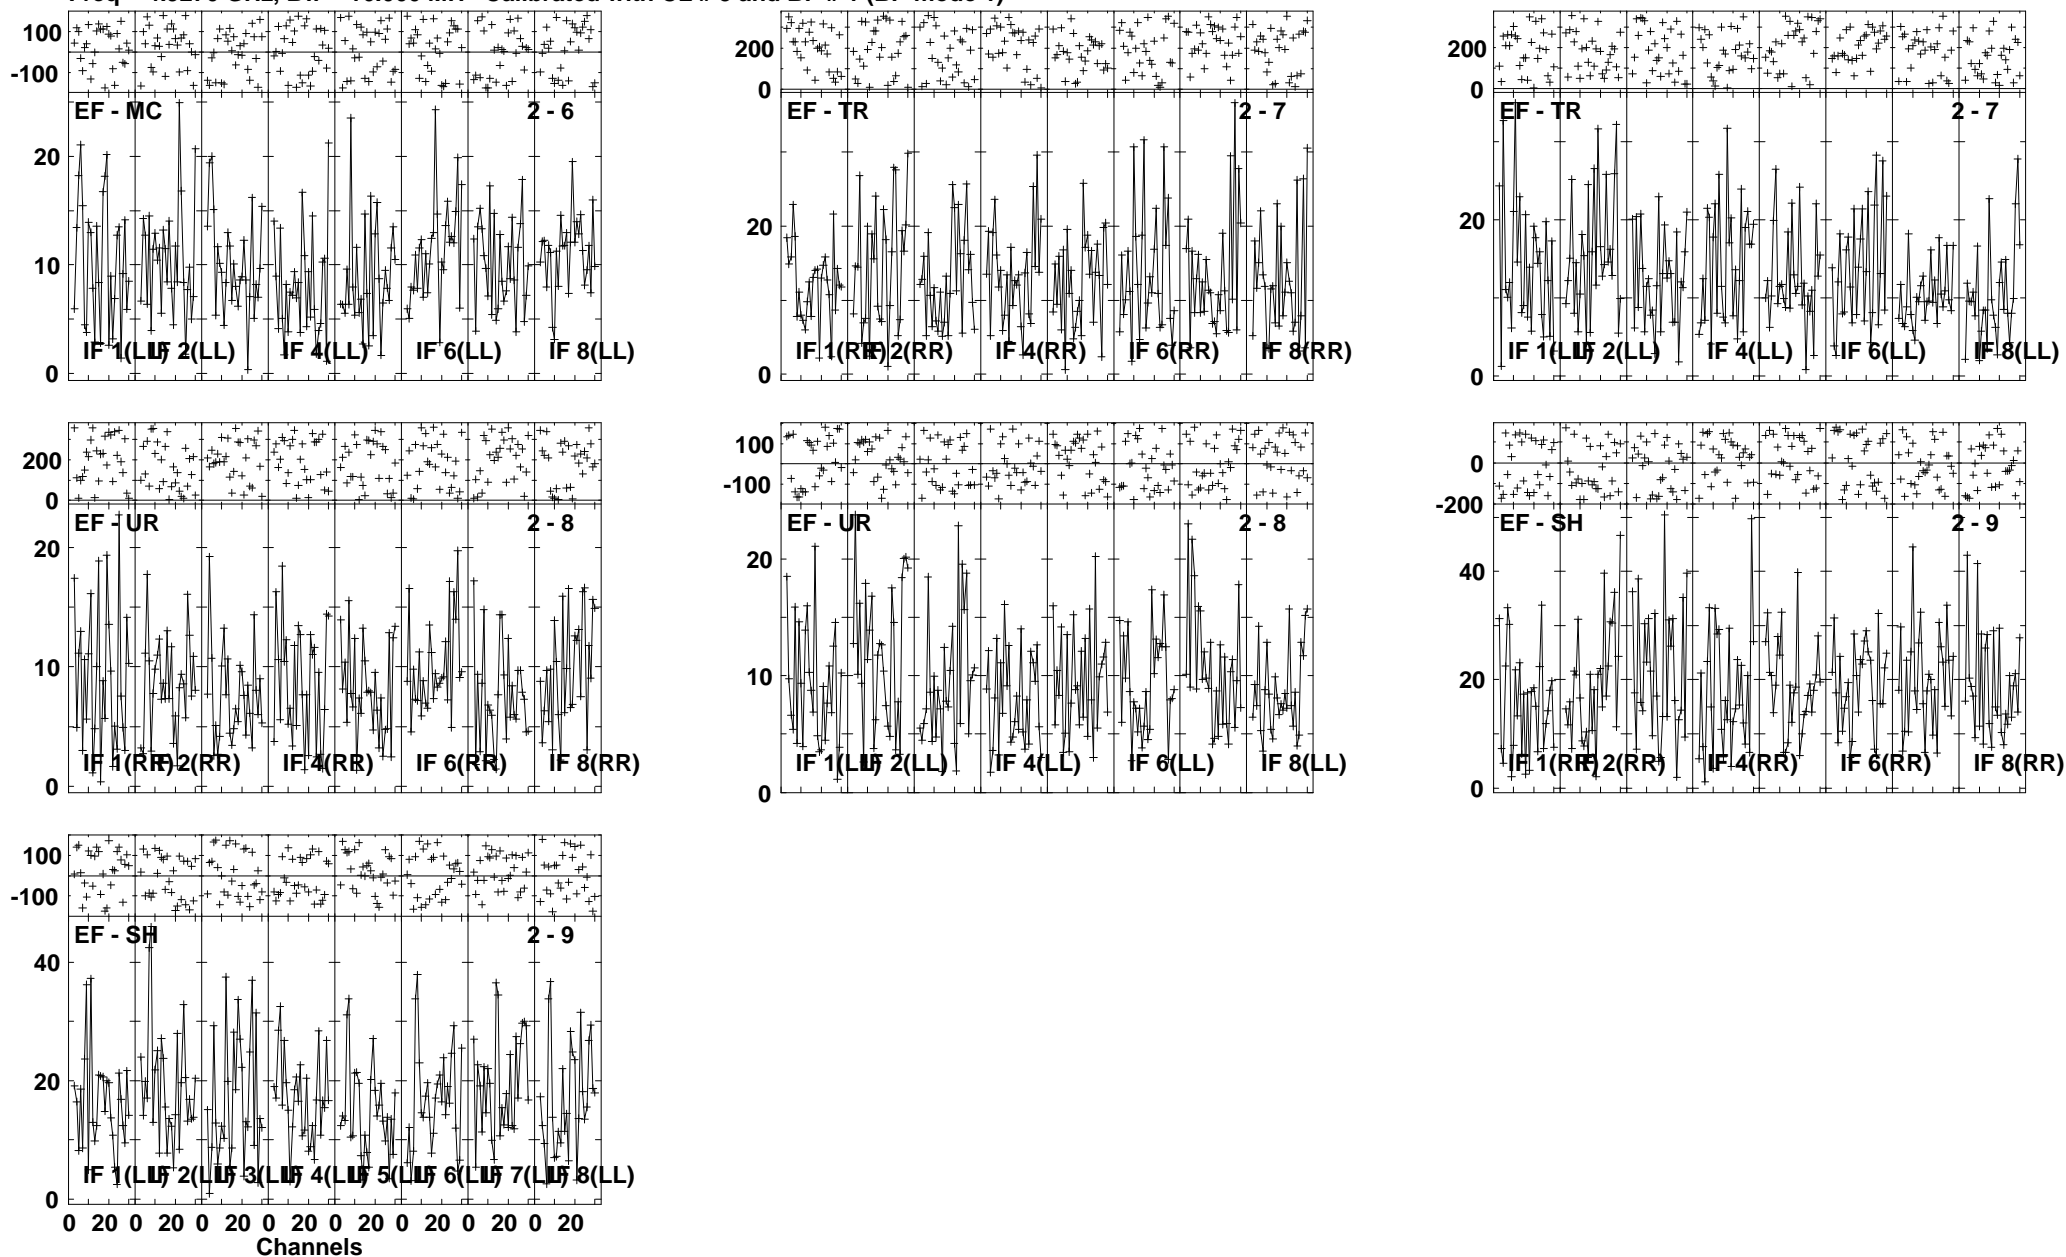 100
-100
EF - MC 2 - 6
20
10
0
IF 1(LL) IF 2(LL) IF 4(LL) IF 6(LL) IF 8(LL)
200
0
EF - TR 2 - 7
20
0
IF 1(RR) IF 2(RR) IF 4(RR) IF 6(RR) IF 8(RR)
200
0
EF - TR 2 - 7
20
0
IF 1(LL) IF 2(LL) IF 4(LL) IF 6(LL) IF 8(LL)
200
0
EF - UR 2 - 8
20
10
0
IF 1(RR) IF 2(RR) IF 4(RR) IF 6(RR) IF 8(RR)
100
-100
EF - UR 2 - 8
20
10
0
IF 1(LL) IF 2(LL) IF 4(LL) IF 6(LL) IF 8(LL)
0
-200
EF - SH 2 - 9
40
20
0
IF 1(RR) IF 2(RR) IF 4(RR) IF 6(RR) IF 8(RR)
100
-100
EF - SH 2 - 9
40
20
0
IF 1(LL) IF 2(LL) IF 3(LL) IF 4(LL) IF 5(LL) IF 6(LL) IF 7(LL) IF 8(LL)
0 20 0 20 0 20 0 20 0 20 0 20 0 20 0 20
Channels